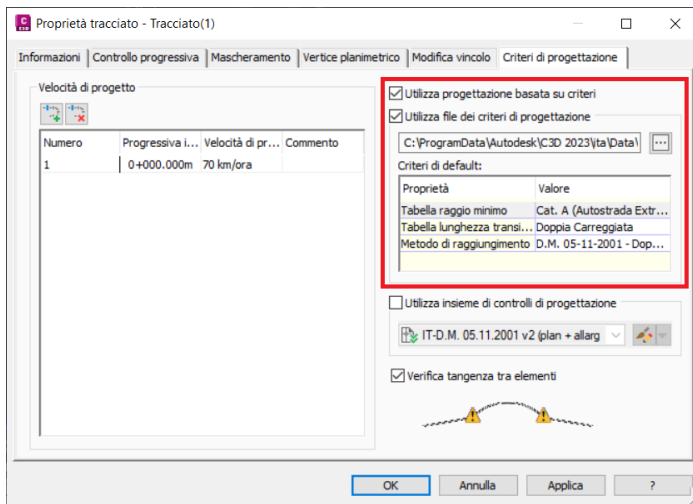 Proprietà tracciato - Tracciato(1)
Informazioni Controllo progressiva Mascheramento Vertice planimetrico Modifica vincolo Criteri di progettazione
Velocità di progetto
Numero Progressiva i... Velocità di pr... Commento
1 0+000.000m 70 km/ora
Utilizza progettazione basata su criteri
Utilizza file dei criteri di progettazione
C:\ProgramData\Autodesk\C3D 2023\ita\Data\ ...
Criteri di default:
Proprietà Valore
Tabella raggio minimo Cat. A (Autostrada Extr...
Tabella lunghezza transi... Doppia Carreggiata
Metodo di raggiungimento D.M. 05-11-2001 - Dop...
Utilizza insieme di controlli di progettazione
IT-D.M. 05.11.2001 v2 (plan + allarg
Verifica tangenza tra elementi
OK Annulla Applica ?